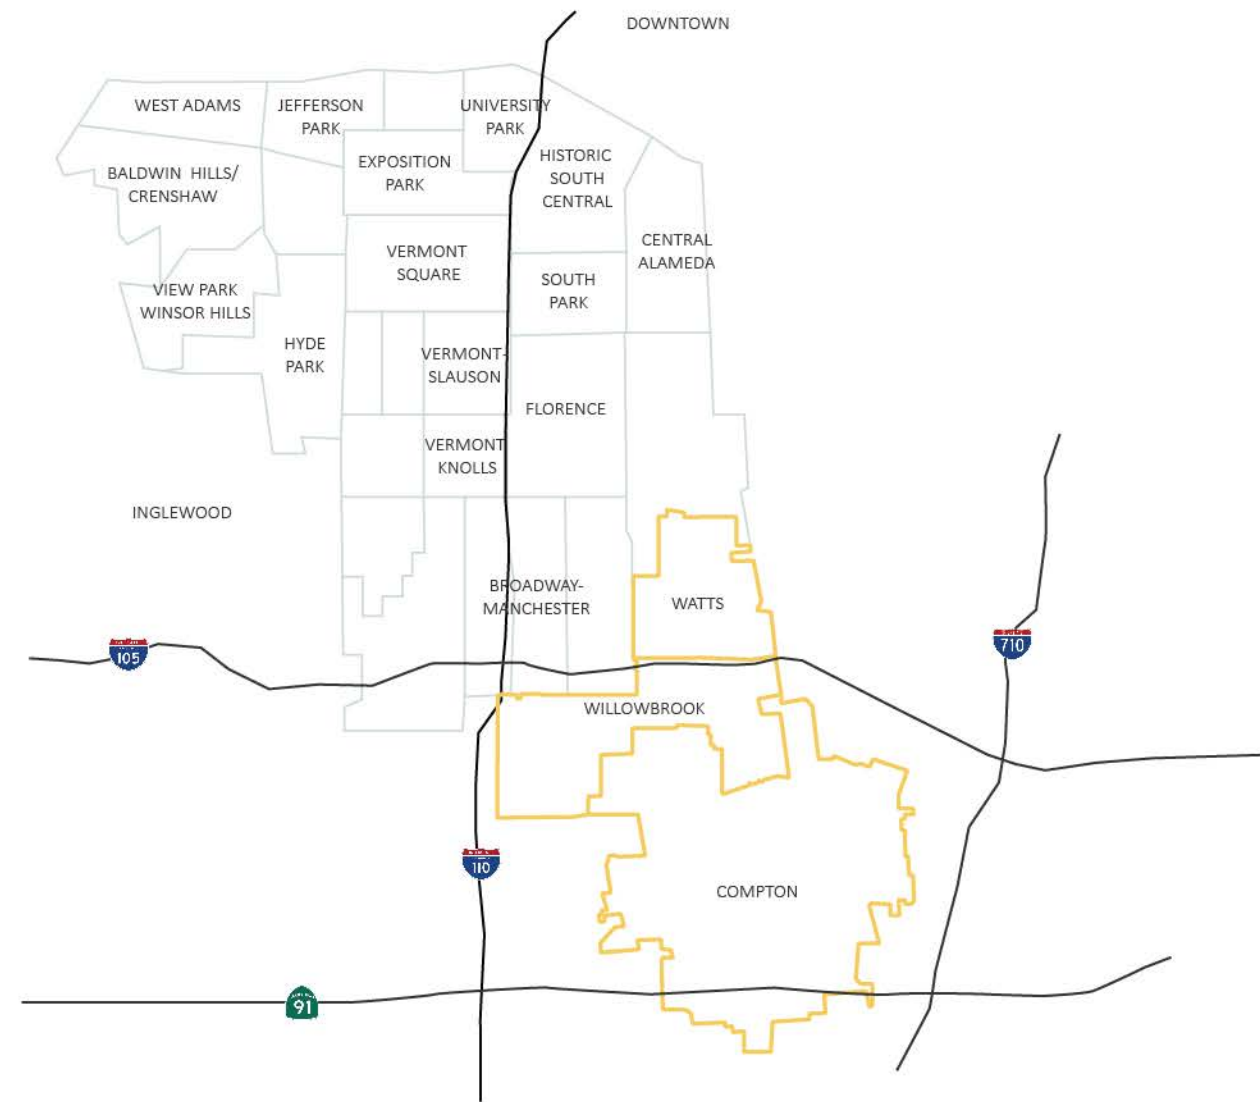 DOWNTOWN
WEST ADAMS
JEFFERSON
PARK
UNIVERSITY
PARK
EXPOSITION
PARK
HISTORIC
SOUTH
CENTRAL
BALDWIN HILLS/
CRENSHAW
VERMONT
SQUARE
CENTRAL
ALAMEDA
SOUTH
PARK
VIEW PARK
WINSOR HILLS
HYDE
PARK
VERMONT-
SLAUSON
FLORENCE
VERMONT
KNOLLS
INGLEWOOD
BROADWAY-
MANCHESTER
WATTS
105
710
WILLOWBROOK
110
COMPTON
91